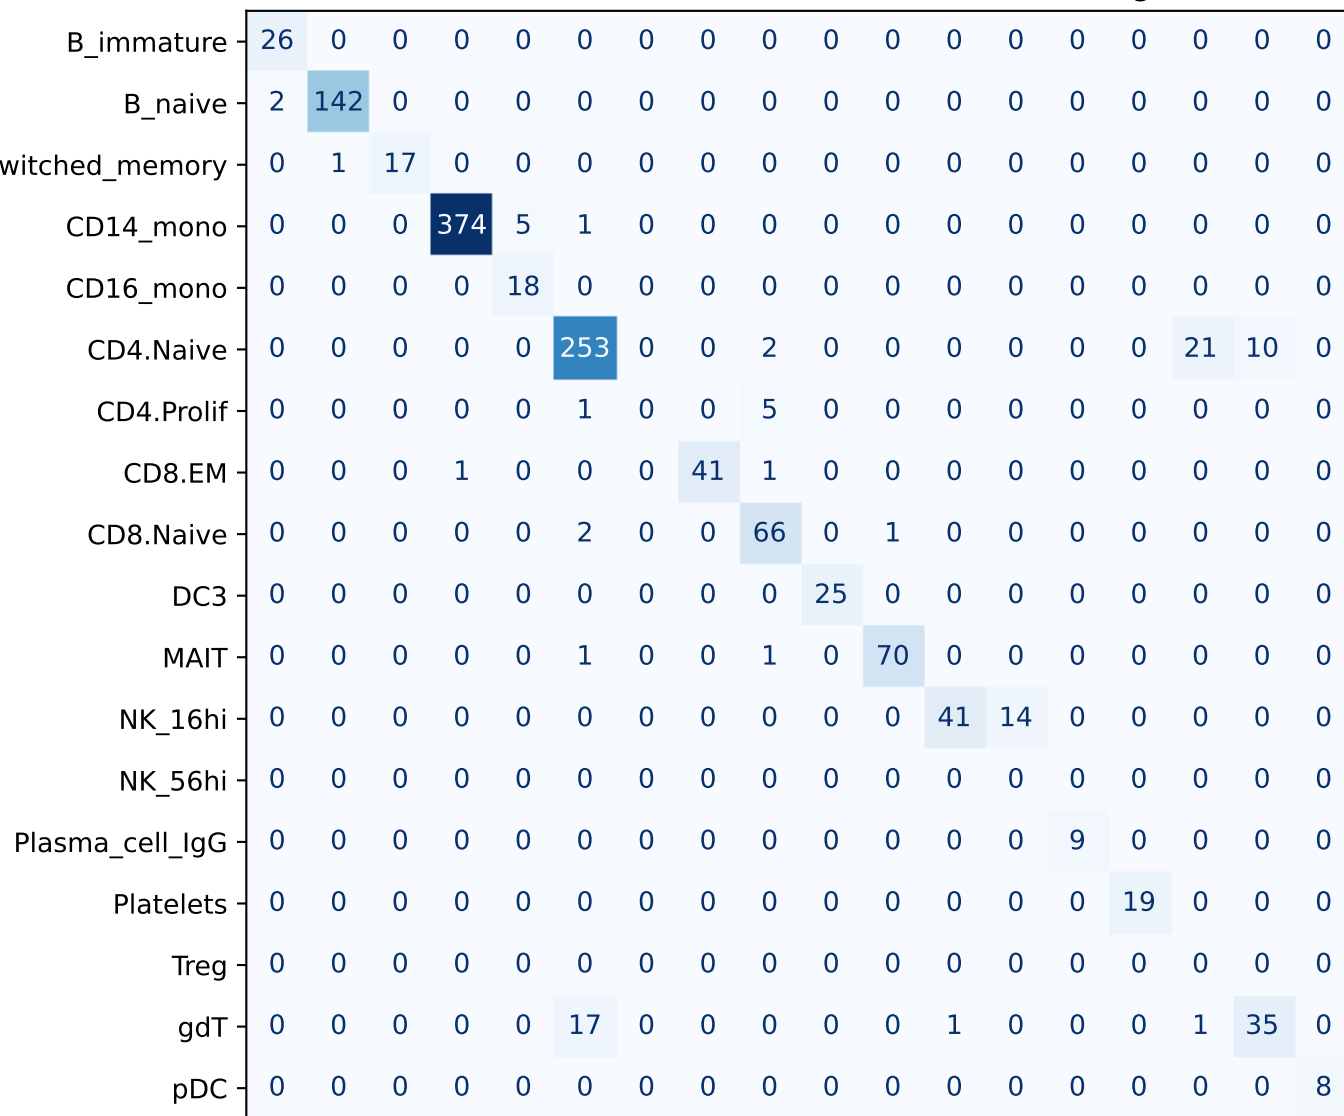 B_immature 26 0 0 0 0 0 0 0 0 0 0 0 0 0 0 0 0 0
B_naive 2 142 0 0 0 0 0 0 0 0 0 0 0 0 0 0 0 0
witched_memory 0 1 17 0 0 0 0 0 0 0 0 0 0 0 0 0 0 0
CD14_mono 0 0 0 374 5 1 0 0 0 0 0 0 0 0 0 0 0 0
CD16_mono 0 0 0 0 18 0 0 0 0 0 0 0 0 0 0 0 0 0
CD4.Naive 0 0 0 0 0 253 0 0 2 0 0 0 0 0 0 21 10 0
CD4.Prolif 0 0 0 0 0 1 0 0 5 0 0 0 0 0 0 0 0 0
CD8.EM 0 0 0 1 0 0 0 41 1 0 0 0 0 0 0 0 0 0
CD8.Naive 0 0 0 0 0 2 0 0 66 0 1 0 0 0 0 0 0 0
DC3 0 0 0 0 0 0 0 0 0 25 0 0 0 0 0 0 0 0
MAIT 0 0 0 0 0 1 0 0 1 0 70 0 0 0 0 0 0 0
NK_16hi 0 0 0 0 0 0 0 0 0 0 0 41 14 0 0 0 0 0
NK_56hi 0 0 0 0 0 0 0 0 0 0 0 0 0 0 0 0 0 0
Plasma_cell_IgG 0 0 0 0 0 0 0 0 0 0 0 0 0 9 0 0 0 0
Platelets 0 0 0 0 0 0 0 0 0 0 0 0 0 0 19 0 0 0
Treg 0 0 0 0 0 0 0 0 0 0 0 0 0 0 0 0 0 0
gdT 0 0 0 0 0 17 0 0 0 0 0 1 0 0 0 1 35 0
pDC 0 0 0 0 0 0 0 0 0 0 0 0 0 0 0 0 0 8